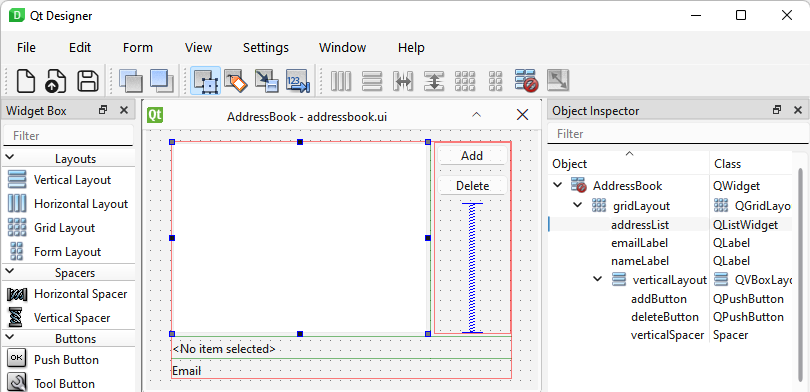 Qt Designer
File Edit Form View Settings Window Help
123
Widget Box
Filter
Layouts
Vertical Layout
Horizontal Layout
Grid Layout
Form Layout
Spacers
Horizontal Spacer
Vertical Spacer
Buttons
OK Push Button
Tool Button
Qt AddressBook - addressbook.ui
Add
Delete
<No item selected>
Email
Object Inspector
Filter
Object Class
AddressBook QWidget
gridLayout QGridLayo
addressList QListWidget
emailLabel QLabel
nameLabel QLabel
verticalLayout QVBoxLayo
addButton QPushButton
deleteButton QPushButton
verticalSpacer Spacer